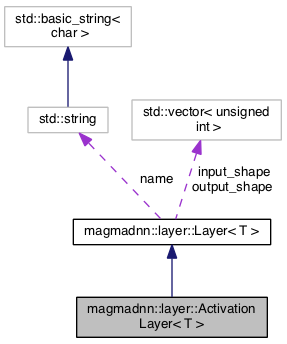 std::basic_string<
char >
std::string
std::vector< unsigned
int >
name
input_shape
output_shape
magmadnn::layer::Layer< T >
magmadnn::layer::Activation
Layer< T >